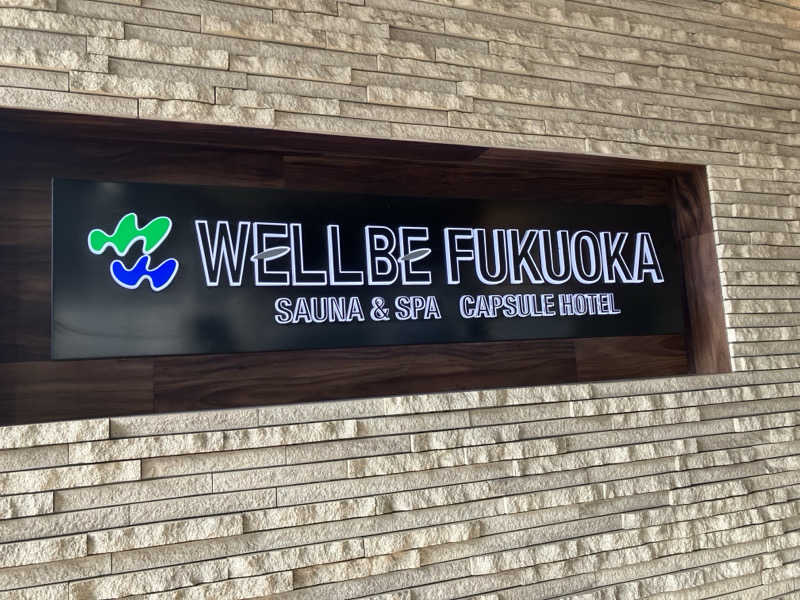 WELLBE FUKUOKA
SAUNA & SPA CAPSULE HOTEL